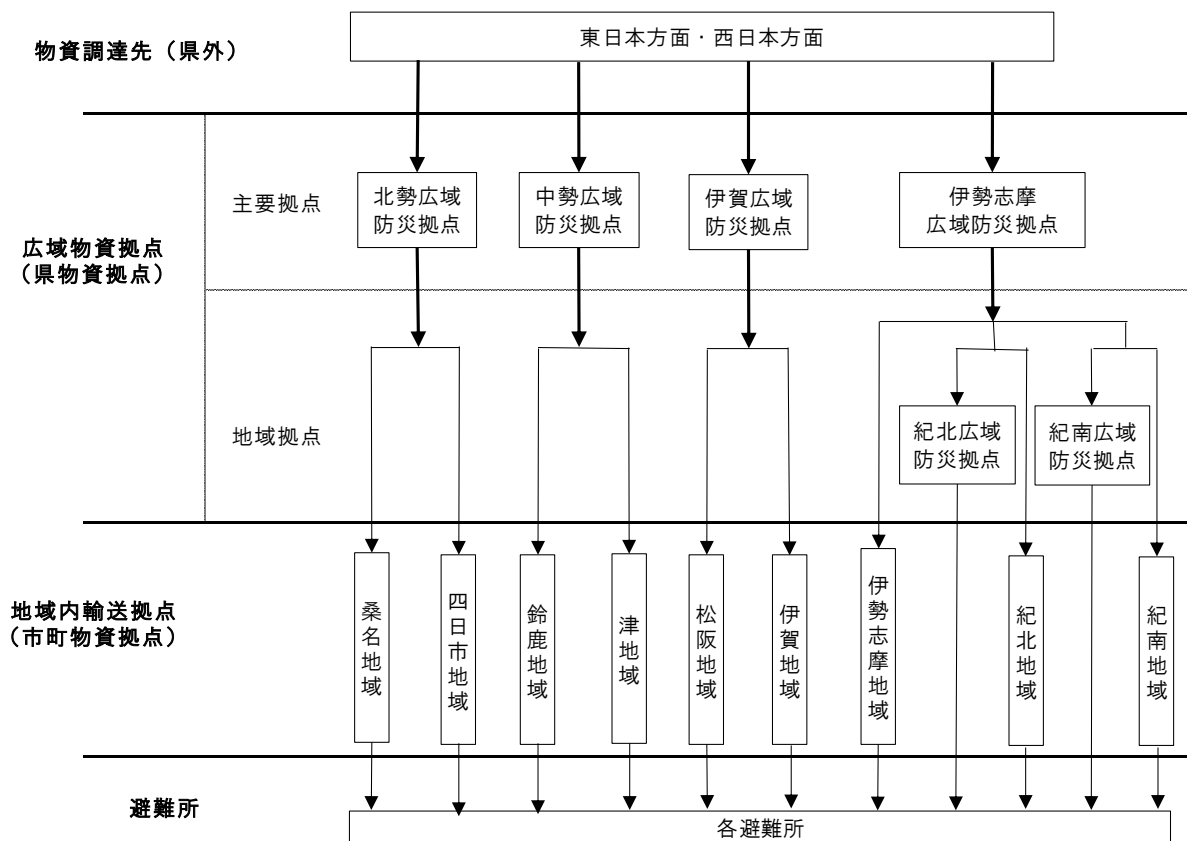 物資調達先（県外）
東日本方面・西日本方面
広域物資拠点
（県物資拠点）
主要拠点
北勢広域
防災拠点
中勢広域
防災拠点
伊賀広域
防災拠点
伊勢志摩
広域防災拠点
地域拠点
紀北広域
防災拠点
紀南広域
防災拠点
地域内輸送拠点
（市町物資拠点）
桑名地域
四日市地域
鈴鹿地域
津地域
松阪地域
伊賀地域
伊勢志摩地域
紀北地域
紀南地域
避難所
各避難所